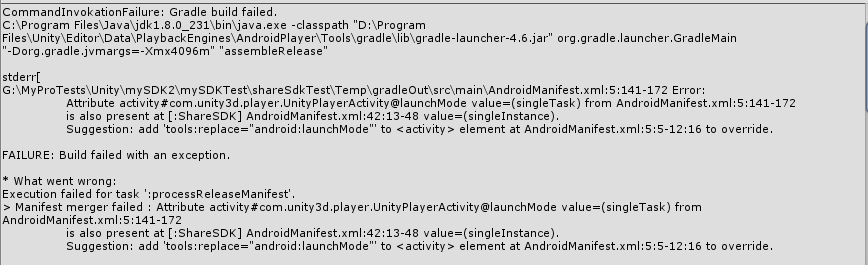 CommandInvokationFailure: Gradle build failed.
C:\Program Files\Java\jdk1.8.0_231\bin\java.exe -classpath "D:\Program
Files\Unity\Editor\Data\PlaybackEngines\AndroidPlayer\Tools\gradle\lib\gradle-launcher-4.6.jar" org.gradle.launcher.GradleMain
"-Dorg.gradle.jvmargs=-Xmx4096m" "assembleRelease"
stderr[
G:\MyProTests\Unity\mySDK2\mySDKTest\shareSdkTest\Temp\gradleOut\src\main\AndroidManifest.xml:5:141-172 Error:
Attribute activity#com.unity3d.player.UnityPlayerActivity@launchMode value=(singleTask) from AndroidManifest.xml:5:141-172
is also present at [:ShareSDK] AndroidManifest.xml:42:13-48 value=(singleInstance).
Suggestion: add 'tools:replace="android:launchMode"' to <activity> element at AndroidManifest.xml:5:5-12:16 to override.
FAILURE: Build failed with an exception.
* What went wrong:
Execution failed for task ':processReleaseManifest'.
> Manifest merger failed : Attribute activity#com.unity3d.player.UnityPlayerActivity@launchMode value=(singleTask) from
AndroidManifest.xml:5:141-172
is also present at [:ShareSDK] AndroidManifest.xml:42:13-48 value=(singleInstance).
Suggestion: add 'tools:replace="android:launchMode"' to <activity> element at AndroidManifest.xml:5:5-12:16 to override.